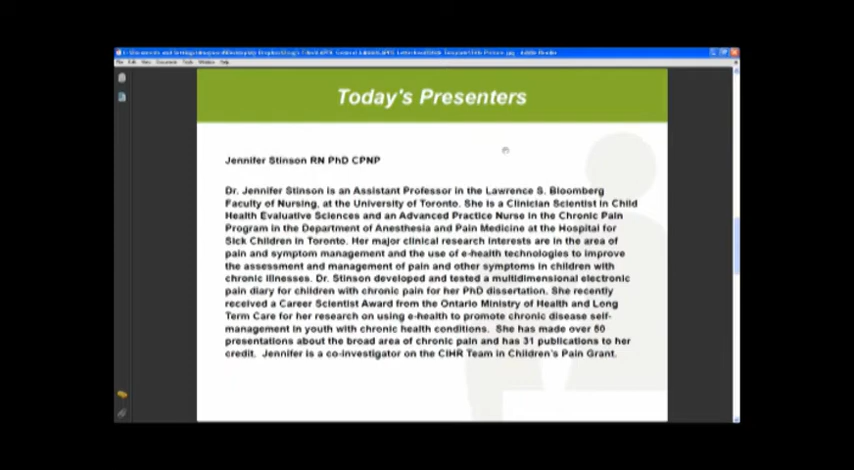 Adobe Reader
File Edit View Document Tools Window Help
Today's Presenters
Jennifer Stinson RN PhD CPNP
Dr. Jennifer Stinson is an Assistant Professor in the Lawrence S. Bloomberg
Faculty of Nursing, at the University of Toronto. She is a Clinician Scientist in Child
Health Evaluative Sciences and an Advanced Practice Nurse in the Chronic Pain
Program in the Department of Anesthesia and Pain Medicine at the Hospital for
Sick Children in Toronto. Her major clinical research interests are in the area of
pain and symptom management and the use of e-health technologies to improve
the assessment and management of pain and other symptoms in children with
chronic illnesses. Dr. Stinson developed and tested a multidimensional electronic
pain diary for children with chronic pain for her PhD dissertation. She recently
received a Career Scientist Award from the Ontario Ministry of Health and Long
Term Care for her research on using e-health to promote chronic disease self-
management in youth with chronic health conditions. She has made over 50
presentations about the broad area of chronic pain and has 31 publications to her
credit. Jennifer is a co-investigator on the CIHR Team in Children's Pain Grant.